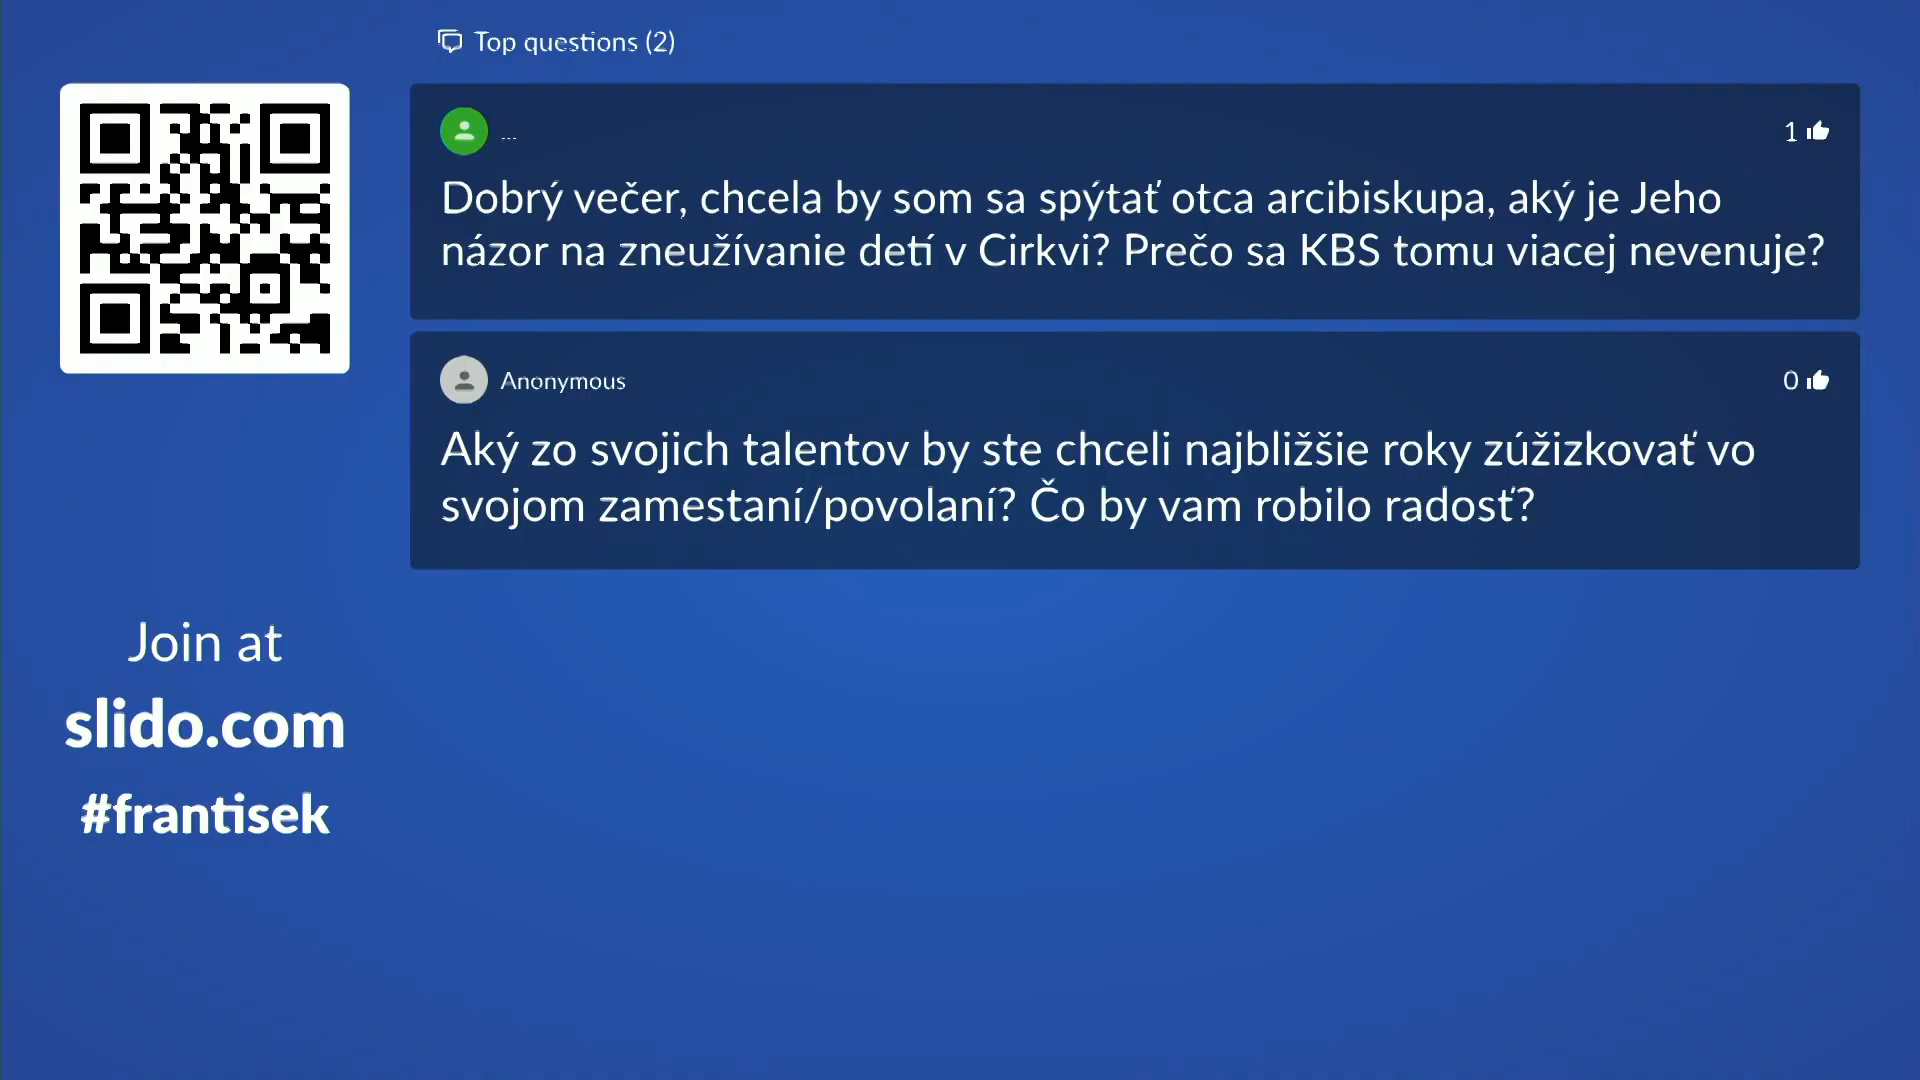 Top questions (2)
...
1
Dobrý večer, chcela by som sa spýtať otca arcibiskupa, aký je Jeho
názor na zneužívanie detí v Cirkvi? Prečo sa KBS tomu viacej nevenuje?
Anonymous
0
Aký zo svojich talentov by ste chceli najbližšie roky zúžizkovať vo
svojom zamestaní/povolaní? Čo by vam robilo radosť?
Join at
slido.com
#frantisek